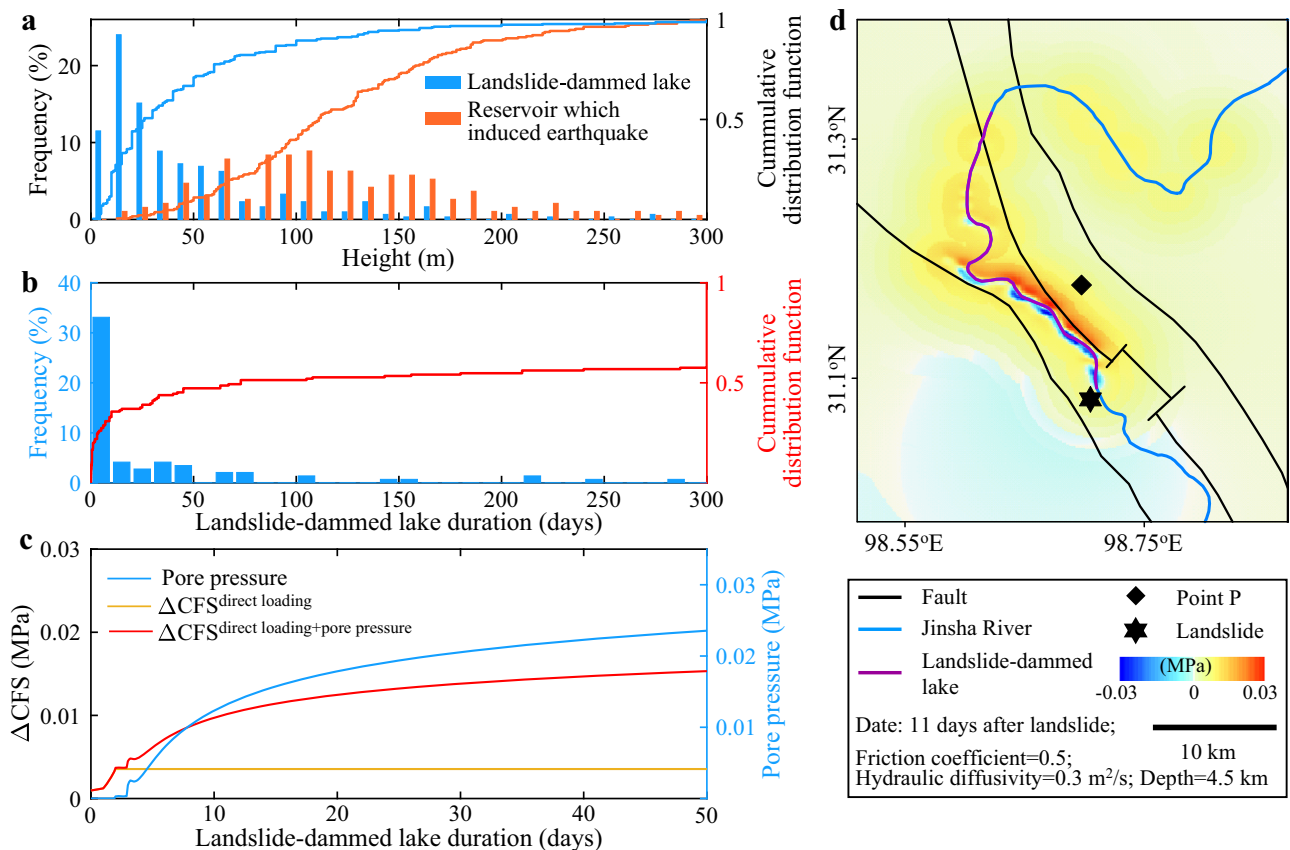 a
Frequency (%)
20
10
0
0
50
100
150
200
250
300
Height (m)
1
0.5
Cummulative
distribution function
Landslide-dammed lake
Reservoir which
induced earthquake
b
Frequency (%)
40
30
20
10
0
0
50
100
150
200
250
300
Landslide-dammed lake duration (days)
1
0.5
0
Cummulative
distribution function
c
ΔCFS (MPa)
0.03
0.02
0.01
0
0
10
20
30
40
50
Landslide-dammed lake duration (days)
0.03
0.02
0.01
0
Pore pressure (MPa)
Pore pressure
ΔCFS^direct loading
ΔCFS^direct loading+pore pressure
d
31.3°N
31.1°N
98.55°E
98.75°E
Fault
Jinsha River
Landslide-dammed
lake
Point P
Landslide
(MPa)
-0.03
0
0.03
Date: 11 days after landslide;
10 km
Friction coefficient=0.5;
Hydraulic diffusivity=0.3 m²/s; Depth=4.5 km